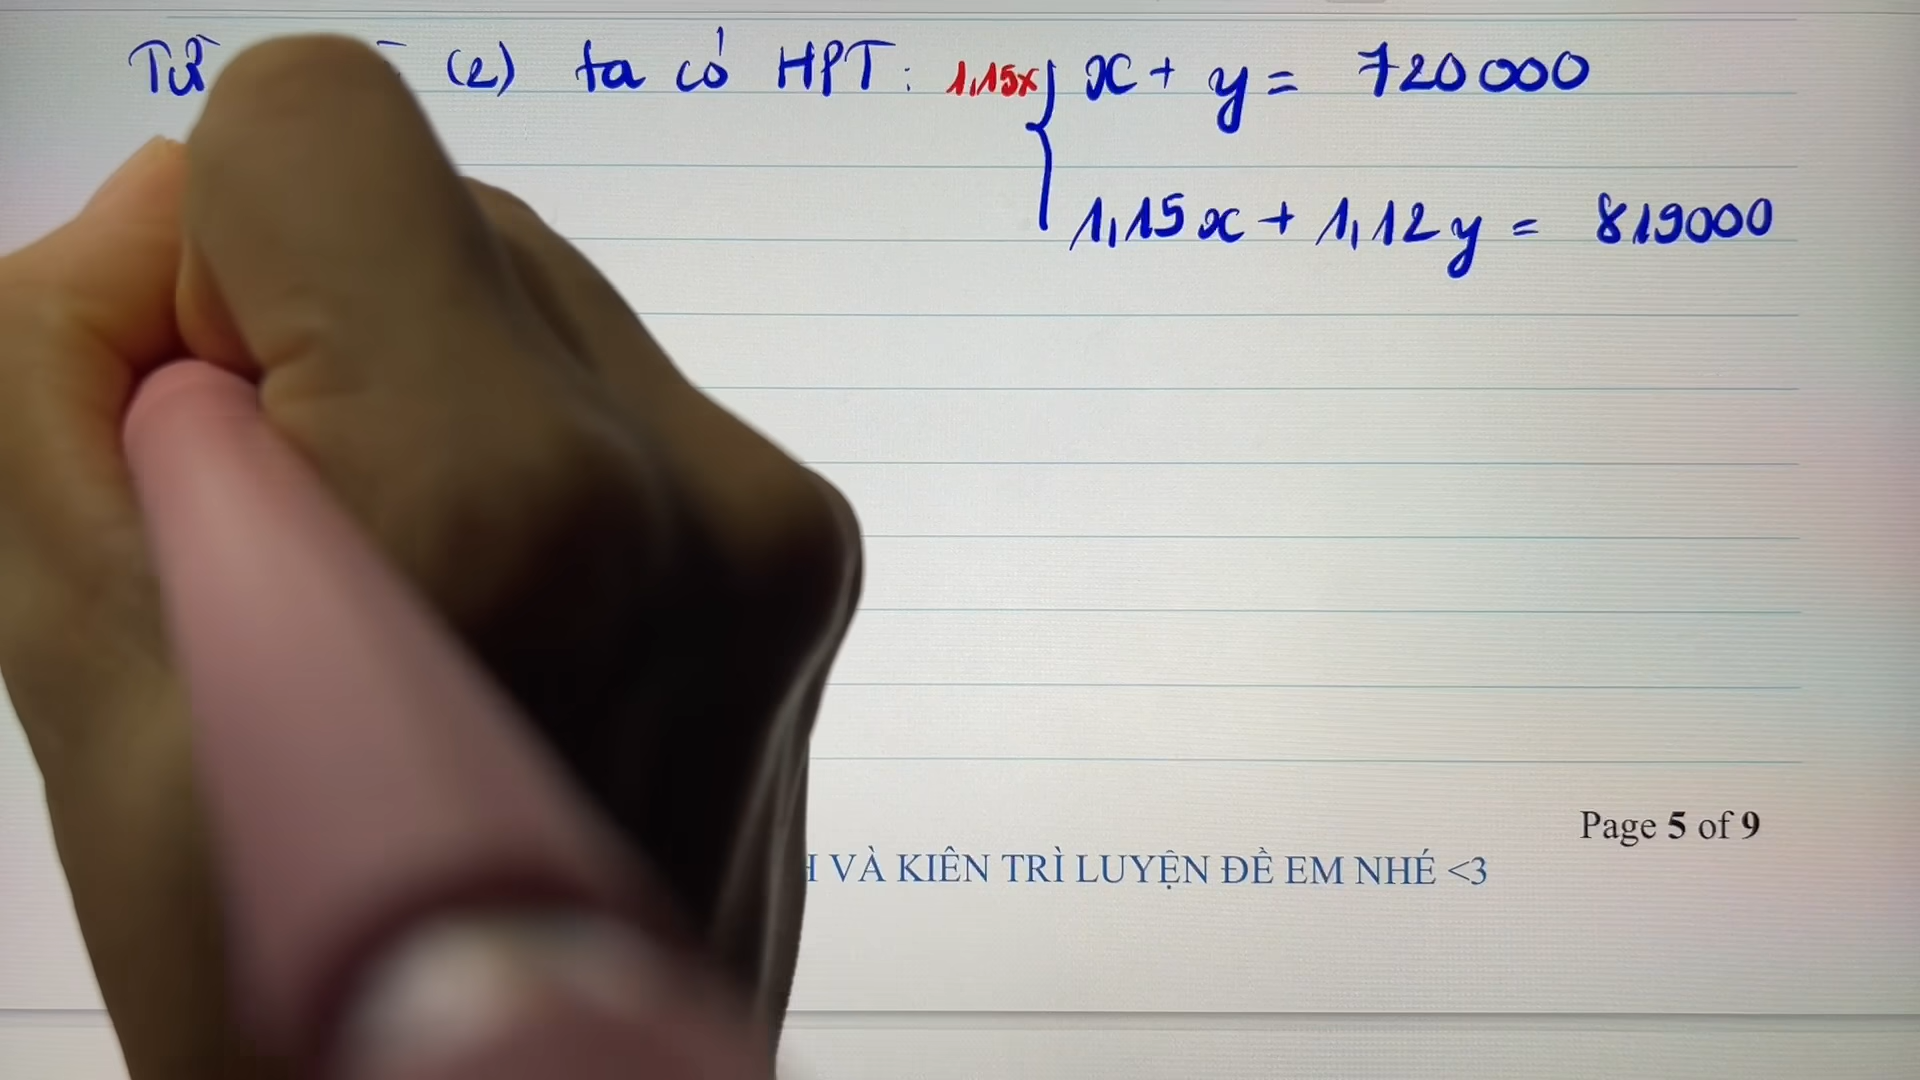 Từ (2) ta có HPT: 1,15x { x + y = 720000
1,15x + 1,12y = 819000
Page 5 of 9
VÀ KIÊN TRÌ LUYỆN ĐỀ EM NHÉ <3